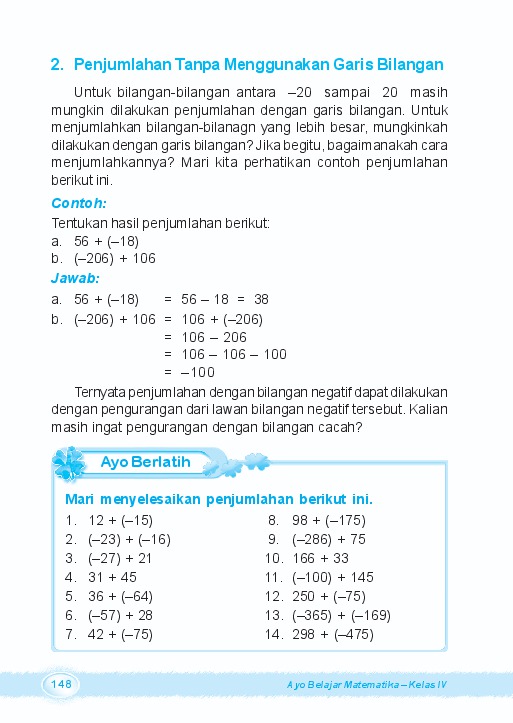 2. Penjumlahan Tanpa Menggunakan Garis Bilangan
Untuk bilangan-bilangan antara –20 sampai 20 masih
mungkin dilakukan penjumlahan dengan garis bilangan. Untuk
menjumlahkan bilangan-bilanagn yang lebih besar, mungkinkah
dilakukan dengan garis bilangan? Jika begitu, bagaimanakah cara
menjumlahkannya? Mari kita perhatikan contoh penjumlahan
berikut ini.
Contoh:
Tentukan hasil penjumlahan berikut:
a. 56 + (–18)
b. (–206) + 106
Jawab:
a. 56 + (–18) = 56 – 18 = 38
b. (–206) + 106 = 106 + (–206)
= 106 – 206
= 106 – 106 – 100
= –100
Ternyata penjumlahan dengan bilangan negatif dapat dilakukan
dengan pengurangan dari lawan bilangan negatif tersebut. Kalian
masih ingat pengurangan dengan bilangan cacah?
Ayo Berlatih
Mari menyelesaikan penjumlahan berikut ini.
1. 12 + (–15)
2. (–23) + (–16)
3. (–27) + 21
4. 31 + 45
5. 36 + (–64)
6. (–57) + 28
7. 42 + (–75)
8. 98 + (–175)
9. (–286) + 75
10. 166 + 33
11. (–100) + 145
12. 250 + (–75)
13. (–365) + (–169)
14. 298 + (–475)
148
Ayo Belajar Matematika – Kelas IV